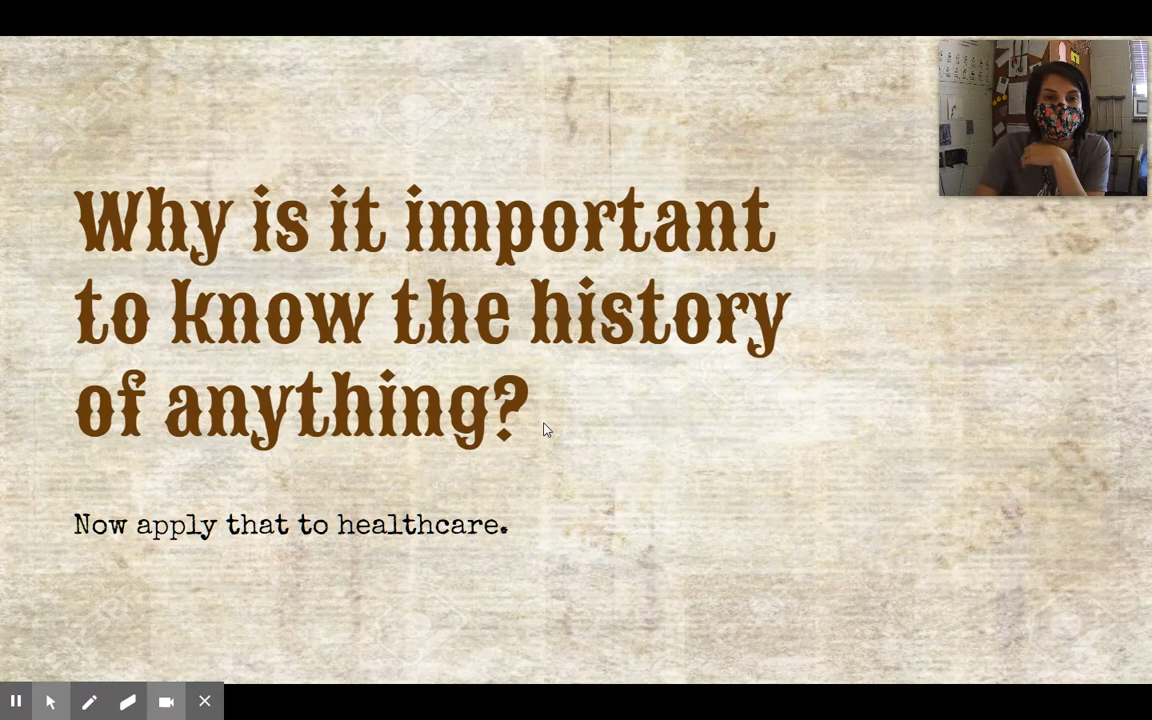 Why is it important
to know the history
of anything?
Now apply that to healthcare.